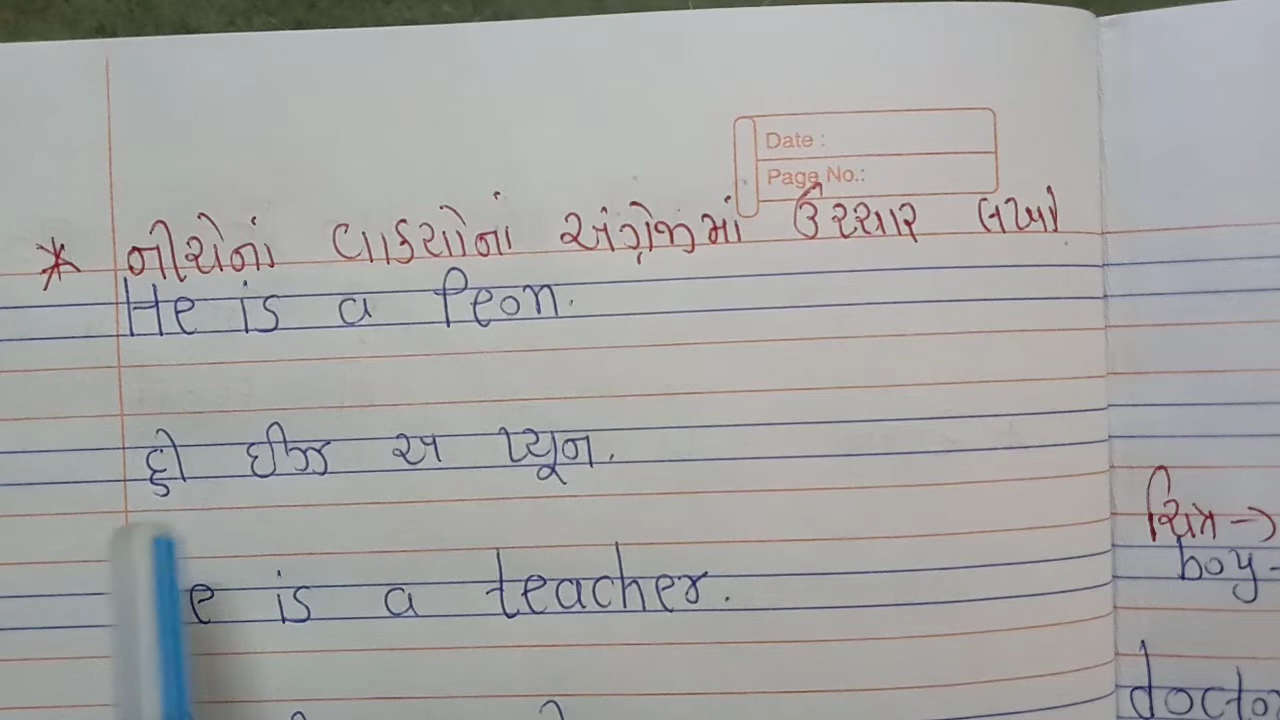 Date :
Page No.:
* નીચેનાં વાક્યોના અંગ્રેજીમાં ઉચ્ચાર લખો
He is a Peon.
હી ઈઝ અ પ્યૂન.
e is a teacher.
ચિત્ર →
boy-
docto